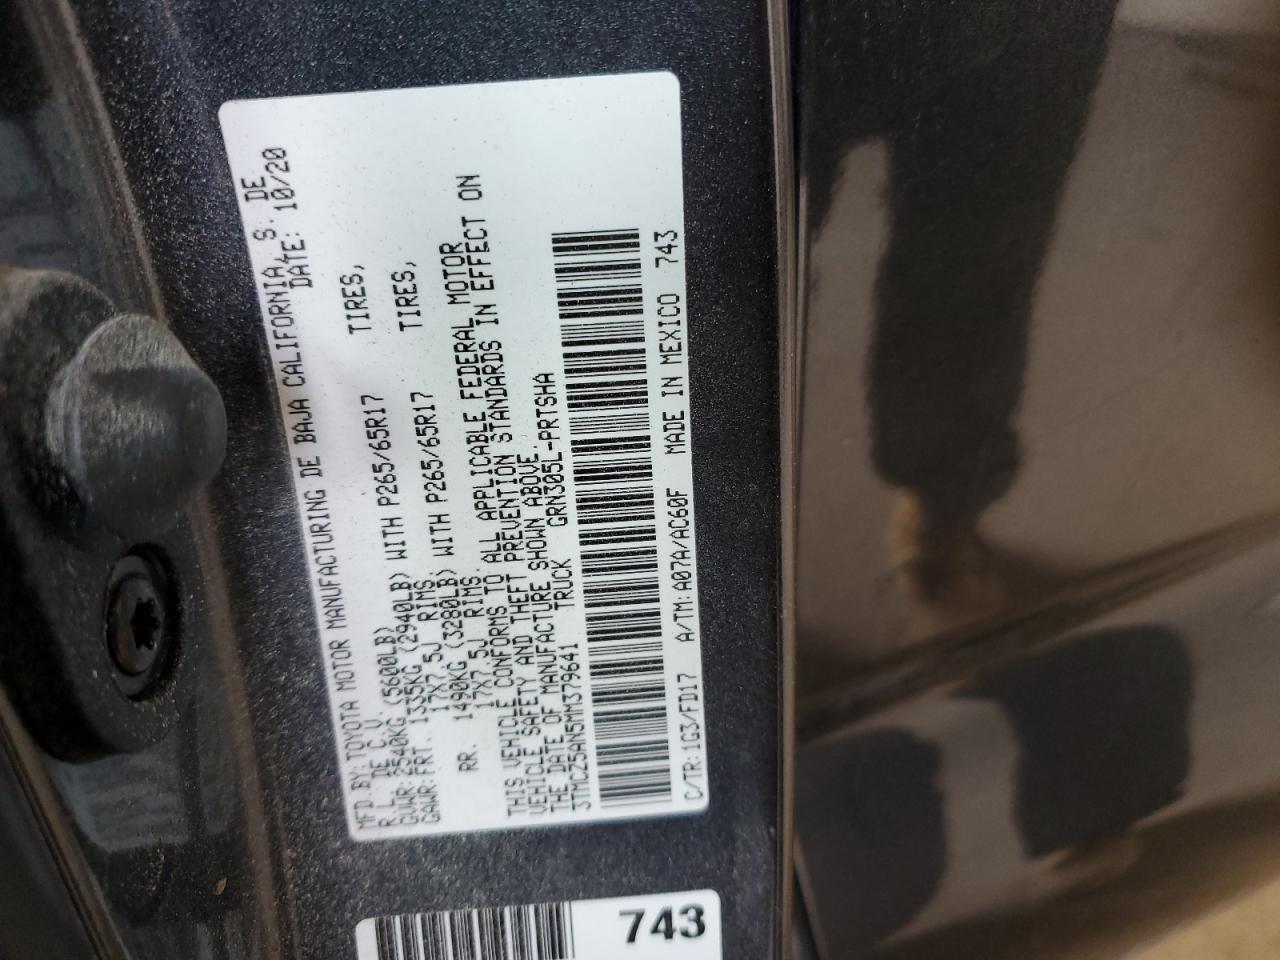 MFD.BY:TOYOTA MOTOR MANUFACTURING DE BAJA CALIFORNIA, S. DE
R.L. DE C.V. DATE: 10/20
GVWR:2540KG (5600LB)
GAWR:FRT. 1335KG (2940LB) WITH P265/65R17 TIRES,
17X7.5J RIMS.
RR. 1490KG (3280LB) WITH P265/65R17 TIRES,
17X7.5J RIMS.
THIS VEHICLE CONFORMS TO ALL APPLICABLE FEDERAL MOTOR
VEHICLE SAFETY AND THEFT PREVENTION STANDARDS IN EFFECT ON
THE DATE OF MANUFACTURE SHOWN ABOVE.
3TMCZ5AN5MM379641 TRUCK GRN305L-PRTSHA
C/TR:1G3/FD17 A/TM:A07A/AC60F MADE IN MEXICO 743
743